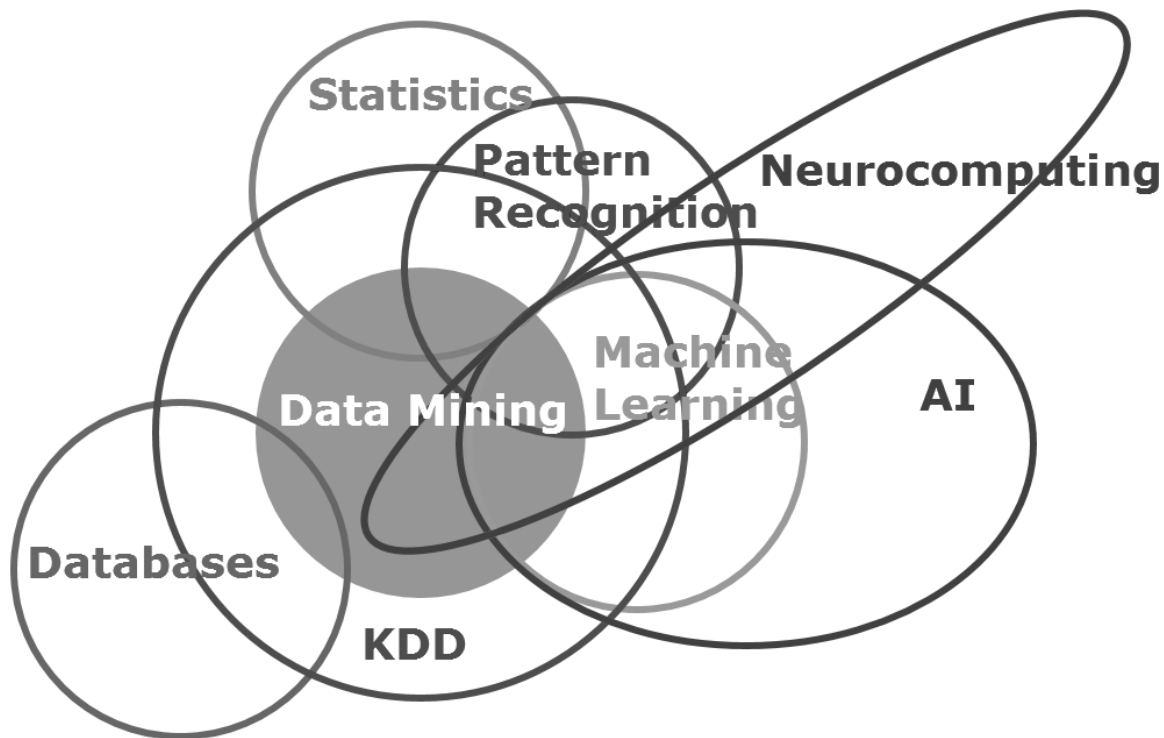 Statistics
Pattern
Recognition
Neurocomputing
Machine
Learning
AI
Data Mining
Databases
KDD